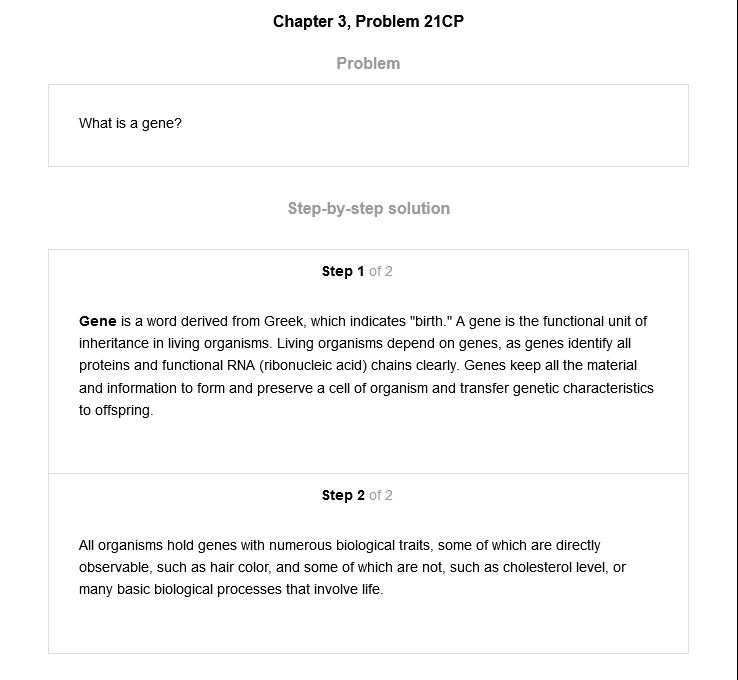 Chapter 3, Problem 21CP
Problem
What is a gene?
Step-by-step solution
Step 1 of 2
Gene is a word derived from Greek, which indicates "birth." A gene is the functional unit of
inheritance in living organisms. Living organisms depend on genes, as genes identify all
proteins and functional RNA (ribonucleic acid) chains clearly. Genes keep all the material
and information to form and preserve a cell of organism and transfer genetic characteristics
to offspring.
Step 2 of 2
All organisms hold genes with numerous biological traits, some of which are directly
observable, such as hair color, and some of which are not, such as cholesterol level, or
many basic biological processes that involve life.